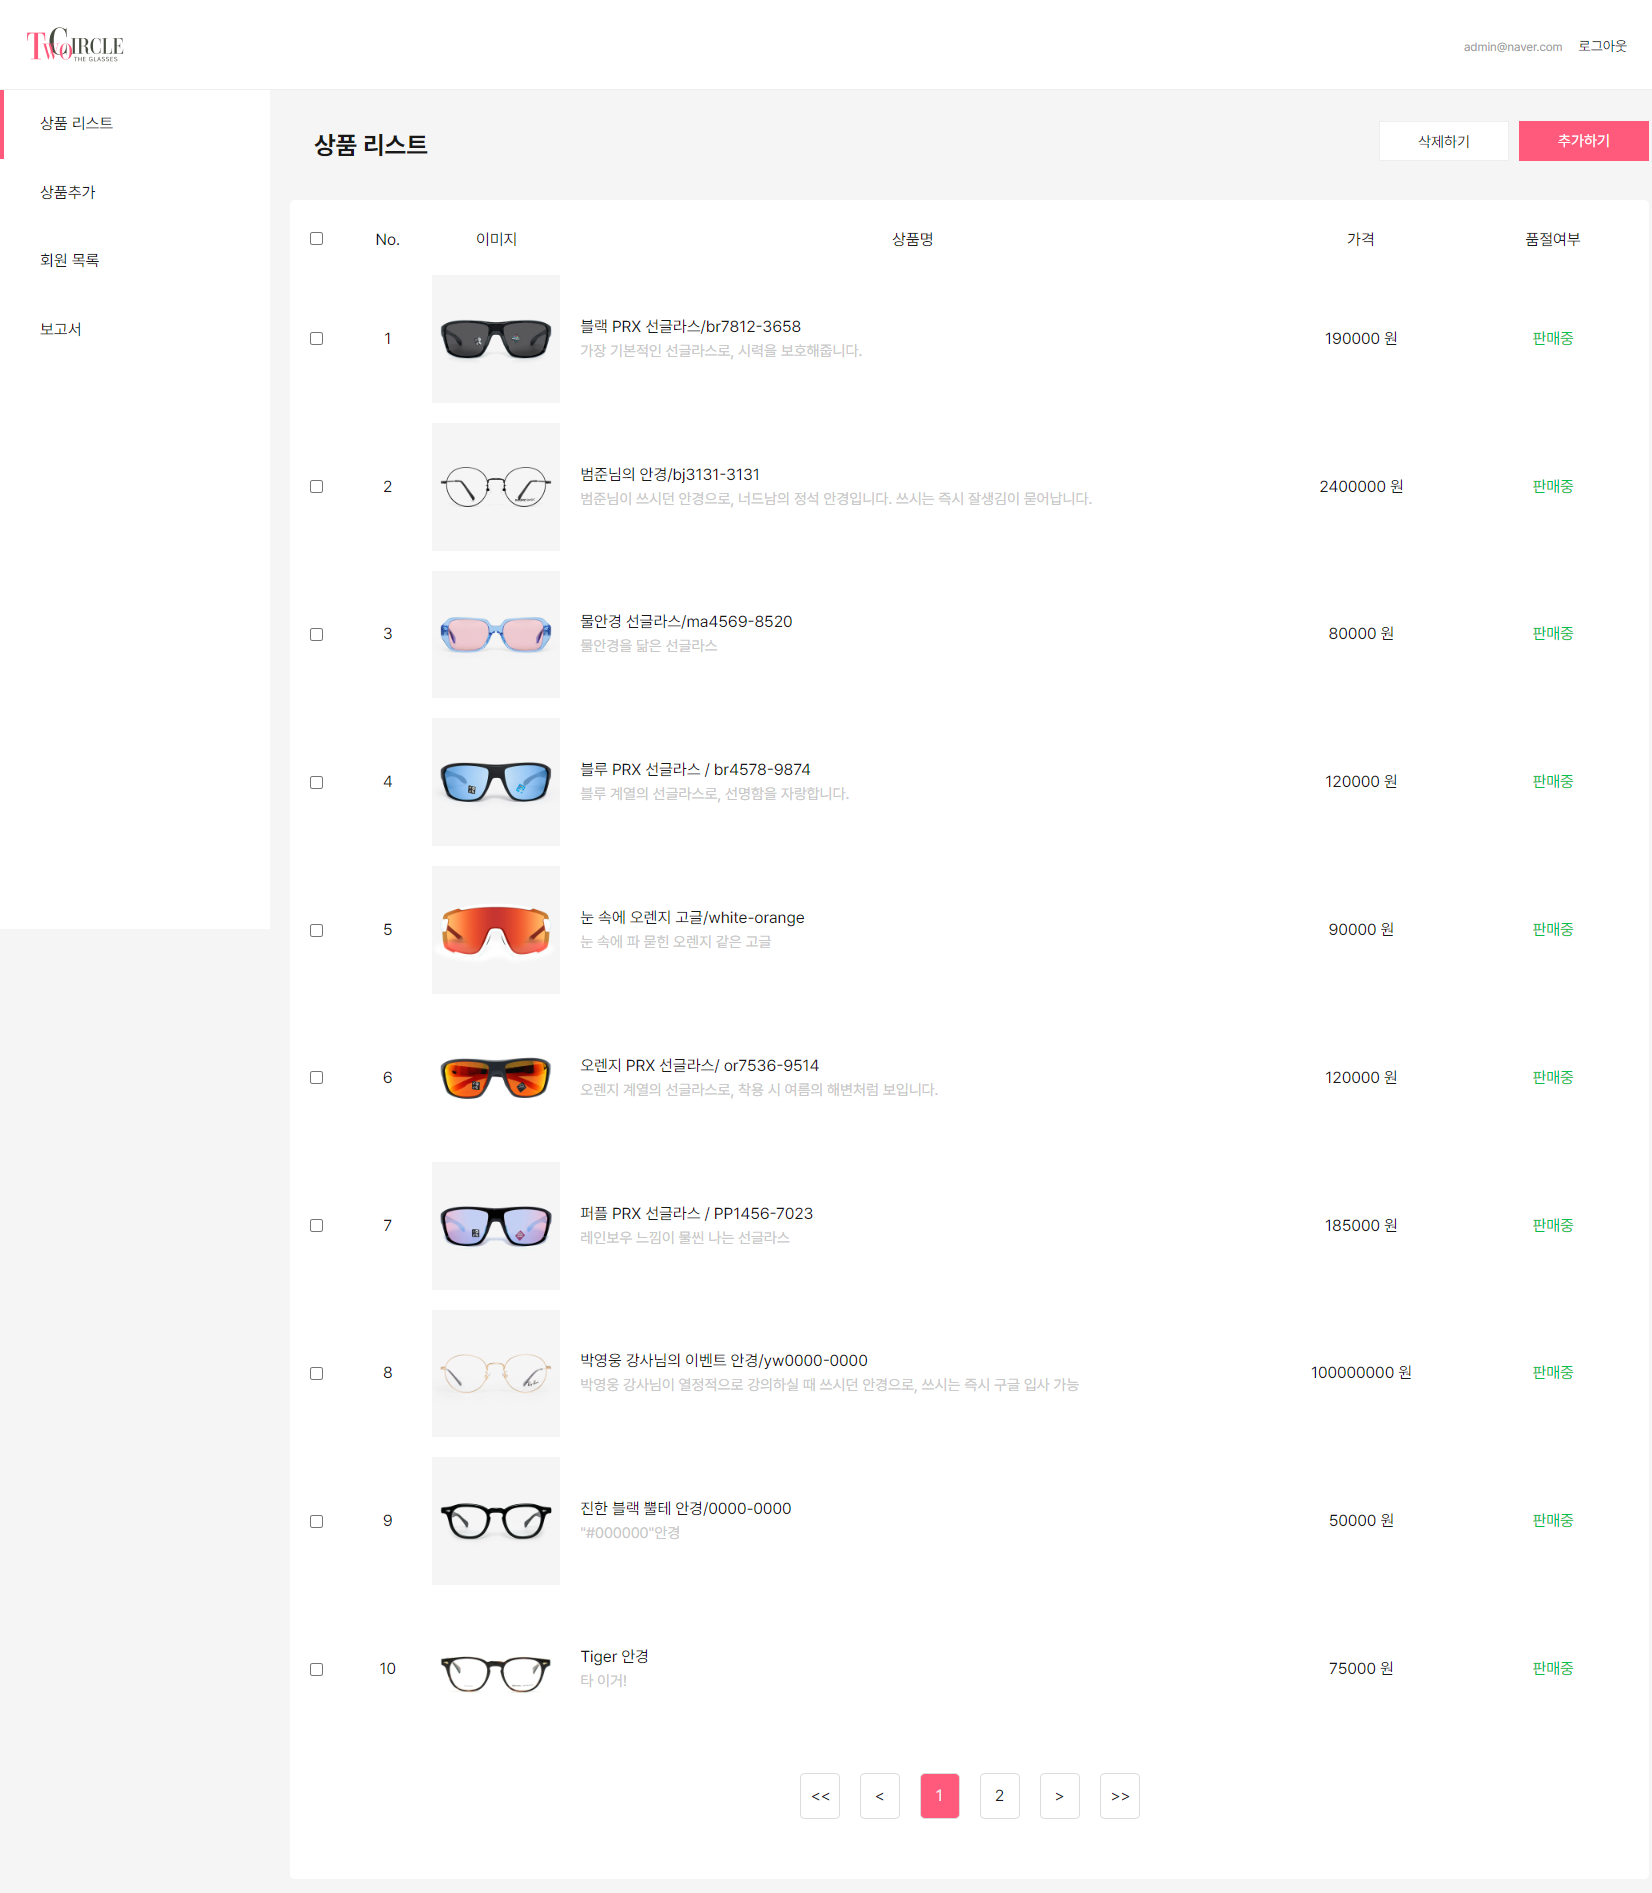 Two CIRCLE
THE GLASSES
admin@naver.com 로그아웃
상품 리스트
상품추가
회원 목록
보고서
상품 리스트
삭제하기 추가하기
No. 이미지 상품명 가격 품절여부
1 블랙 PRX 선글라스/br7812-3658 190000 원 판매중
가장 기본적인 선글라스로, 시력을 보호해줍니다.
2 범준님의 안경/bj3131-3131 2400000 원 판매중
범준님이 쓰시던 안경으로, 너드남의 정석 안경입니다. 쓰시는 즉시 잘생김이 묻어납니다.
3 물안경 선글라스/ma4569-8520 80000 원 판매중
물안경을 닮은 선글라스
4 블루 PRX 선글라스 / br4578-9874 120000 원 판매중
블루 계열의 선글라스로, 선명함을 자랑합니다.
5 눈 속에 오렌지 고글/white-orange 90000 원 판매중
눈 속에 파 묻힌 오렌지 같은 고글
6 오렌지 PRX 선글라스/ or7536-9514 120000 원 판매중
오렌지 계열의 선글라스로, 착용 시 여름의 해변처럼 보입니다.
7 퍼플 PRX 선글라스 / PP1456-7023 185000 원 판매중
레인보우 느낌이 물씬 나는 선글라스
8 박영웅 강사님의 이벤트 안경/yw0000-0000 100000000 원 판매중
박영웅 강사님이 열정적으로 강의하실 때 쓰시던 안경으로, 쓰시는 즉시 구글 입사 가능
9 진한 블랙 뿔테 안경/0000-0000 50000 원 판매중
"#000000"안경
10 Tiger 안경 75000 원 판매중
타 이거!
<< < 1 2 > >>